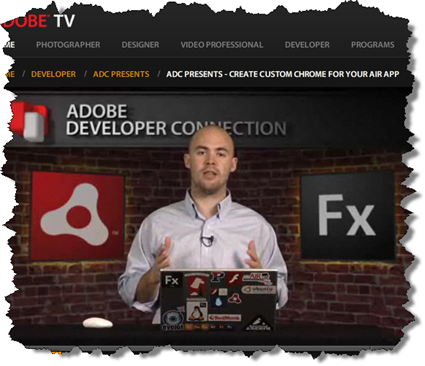 DOBE TV
ME PHOTOGRAPHER DESIGNER VIDEO PROFESSIONAL DEVELOPER PROGRAMS
ME / DEVELOPER / ADC PRESENTS / ADC PRESENTS - CREATE CUSTOM CHROME FOR YOUR AIR APP
ADOBE
DEVELOPER CONNECTION
Fx
Fx
ubuntu